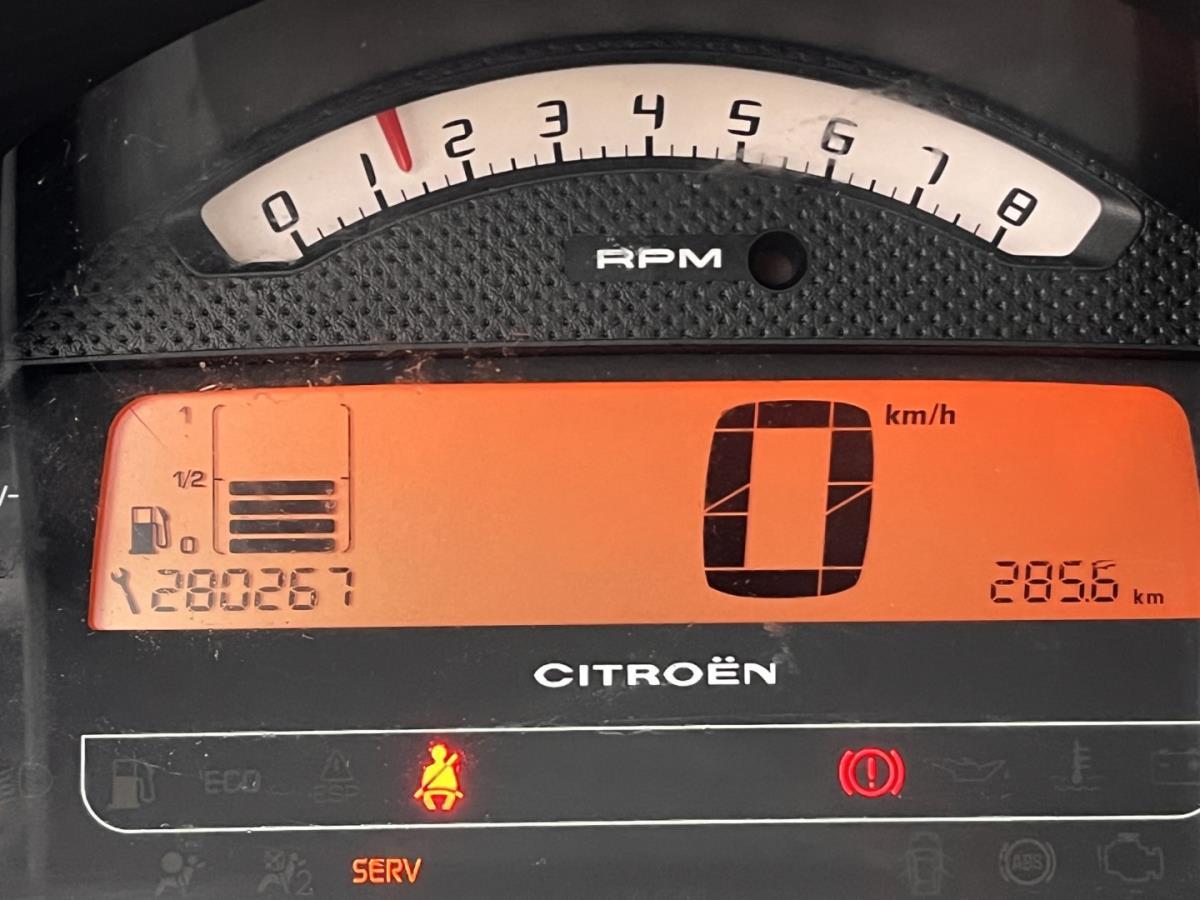 0 1 2 3 4 5 6 7 8
RPM
1
km/h
1/2
0
0
280267
285.6 km
CITROËN
ECO
ESP
SERV
2
ABS